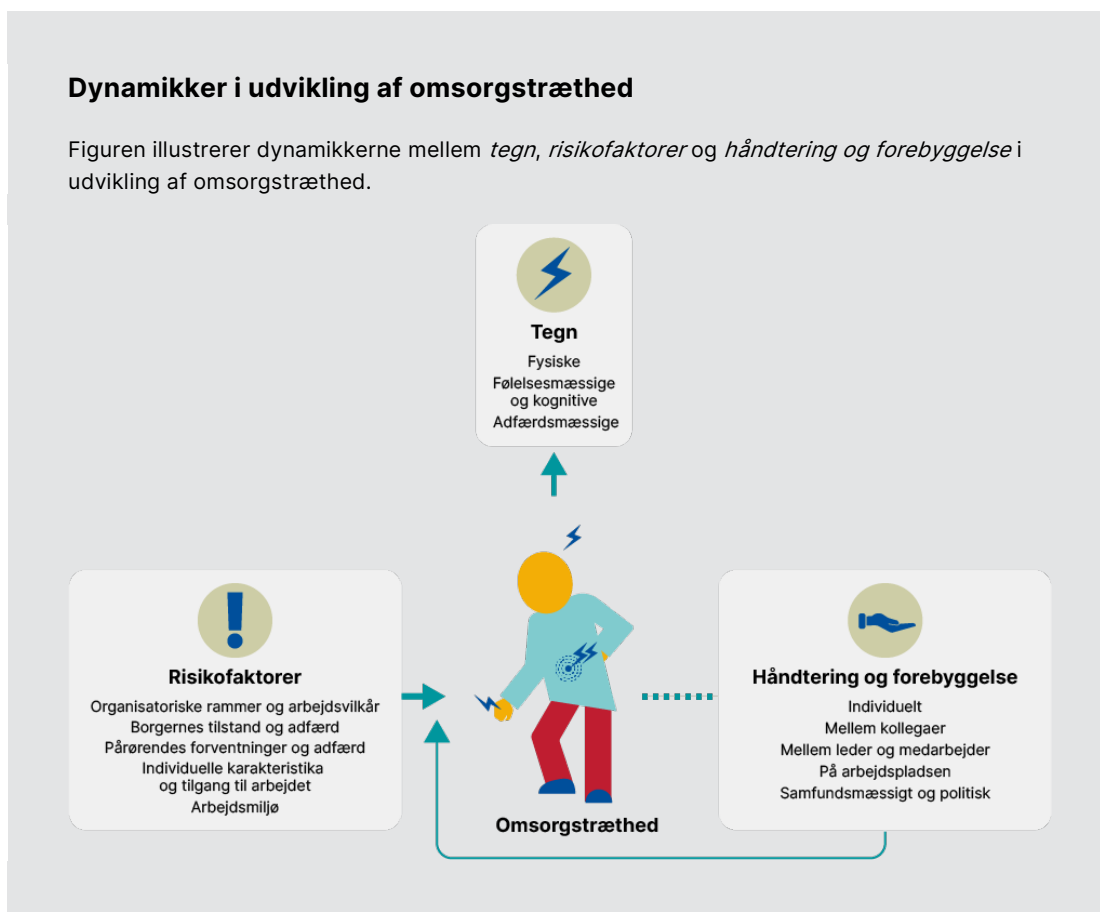 Dynamikker i udvikling af omsorgstræthed
Figuren illustrerer dynamikkerne mellem tegn, risikofaktorer og håndtering og forebyggelse i
udvikling af omsorgstræthed.
Tegn
Fysiske
Følelsesmæssige
og kognitive
Adfærdsmæssige
Risikofaktorer
Organisatoriske rammer og arbejdsvilkår
Borgernes tilstand og adfærd
Pårørendes forventninger og adfærd
Individuelle karakteristika
og tilgang til arbejdet
Arbejdsmiljø
Omsorgstræthed
Håndtering og forebyggelse
Individuelt
Mellem kollegaer
Mellem leder og medarbejder
På arbejdspladsen
Samfundsmæssigt og politisk